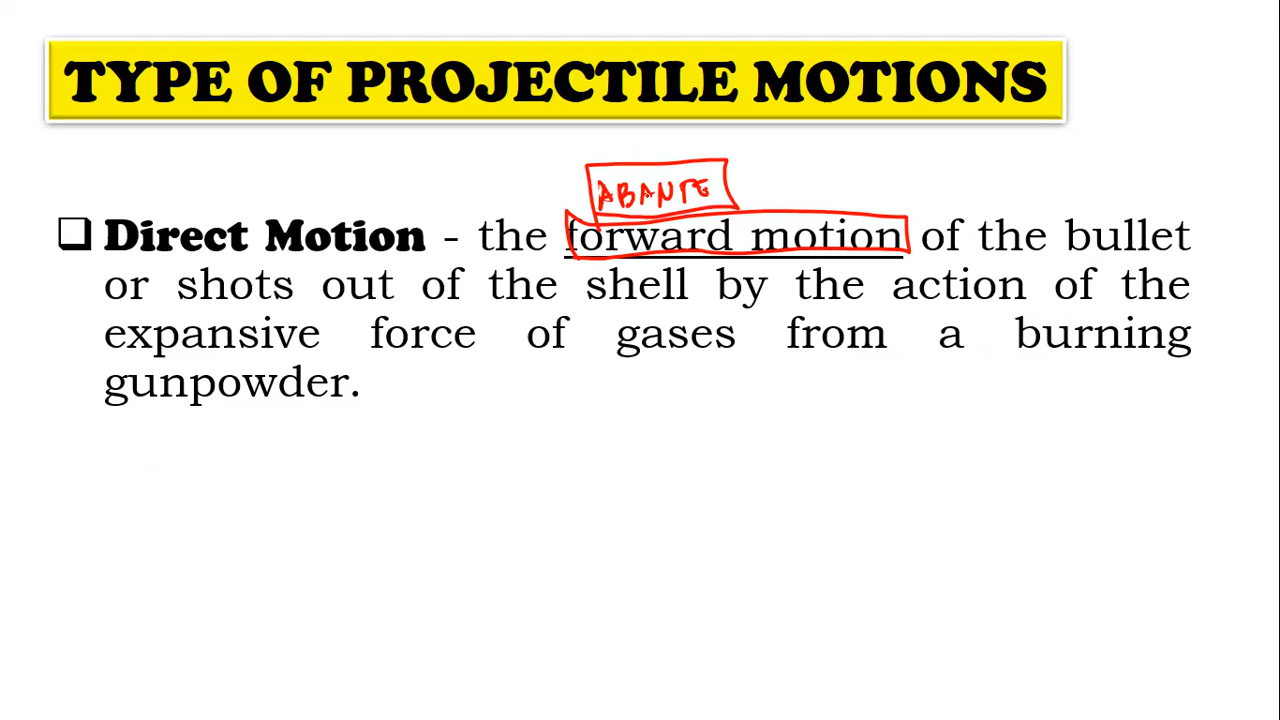 TYPE OF PROJECTILE MOTIONS
ABANTE
Direct Motion - the forward motion of the bullet
or shots out of the shell by the action of the
expansive force of gases from a burning
gunpowder.